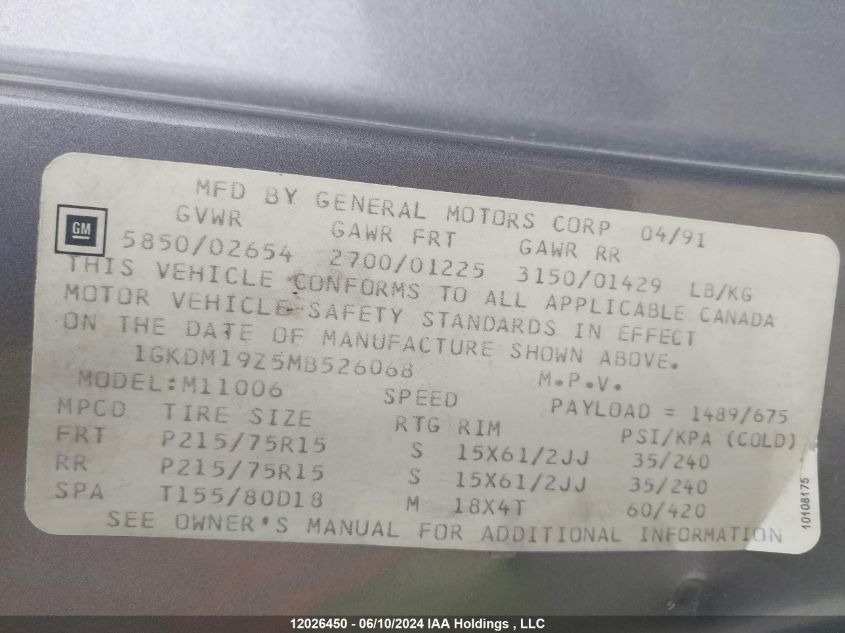 MFD BY GENERAL MOTORS CORP 04/91
GM
GVWR GAWR FRT GAWR RR
5850/02654 2700/01225 3150/01429 LB/KG
THIS VEHICLE CONFORMS TO ALL APPLICABLE CANADA
MOTOR VEHICLE SAFETY STANDARDS IN EFFECT
ON THE DATE OF MANUFACTURE SHOWN ABOVE.
1GKDM19Z5MB526068 M.P.V.
MODEL:M11006 SPEED PAYLOAD = 1489/675
MPCD TIRE SIZE RTG RIM PSI/KPA (COLD)
FRT P215/75R15 S 15X61/2JJ 35/240
RR P215/75R15 S 15X61/2JJ 35/240
SPA T155/80D18 M 18X4T 60/420
SEE OWNER'S MANUAL FOR ADDITIONAL INFORMATION
10108175
12026450 - 06/10/2024 IAA Holdings , LLC